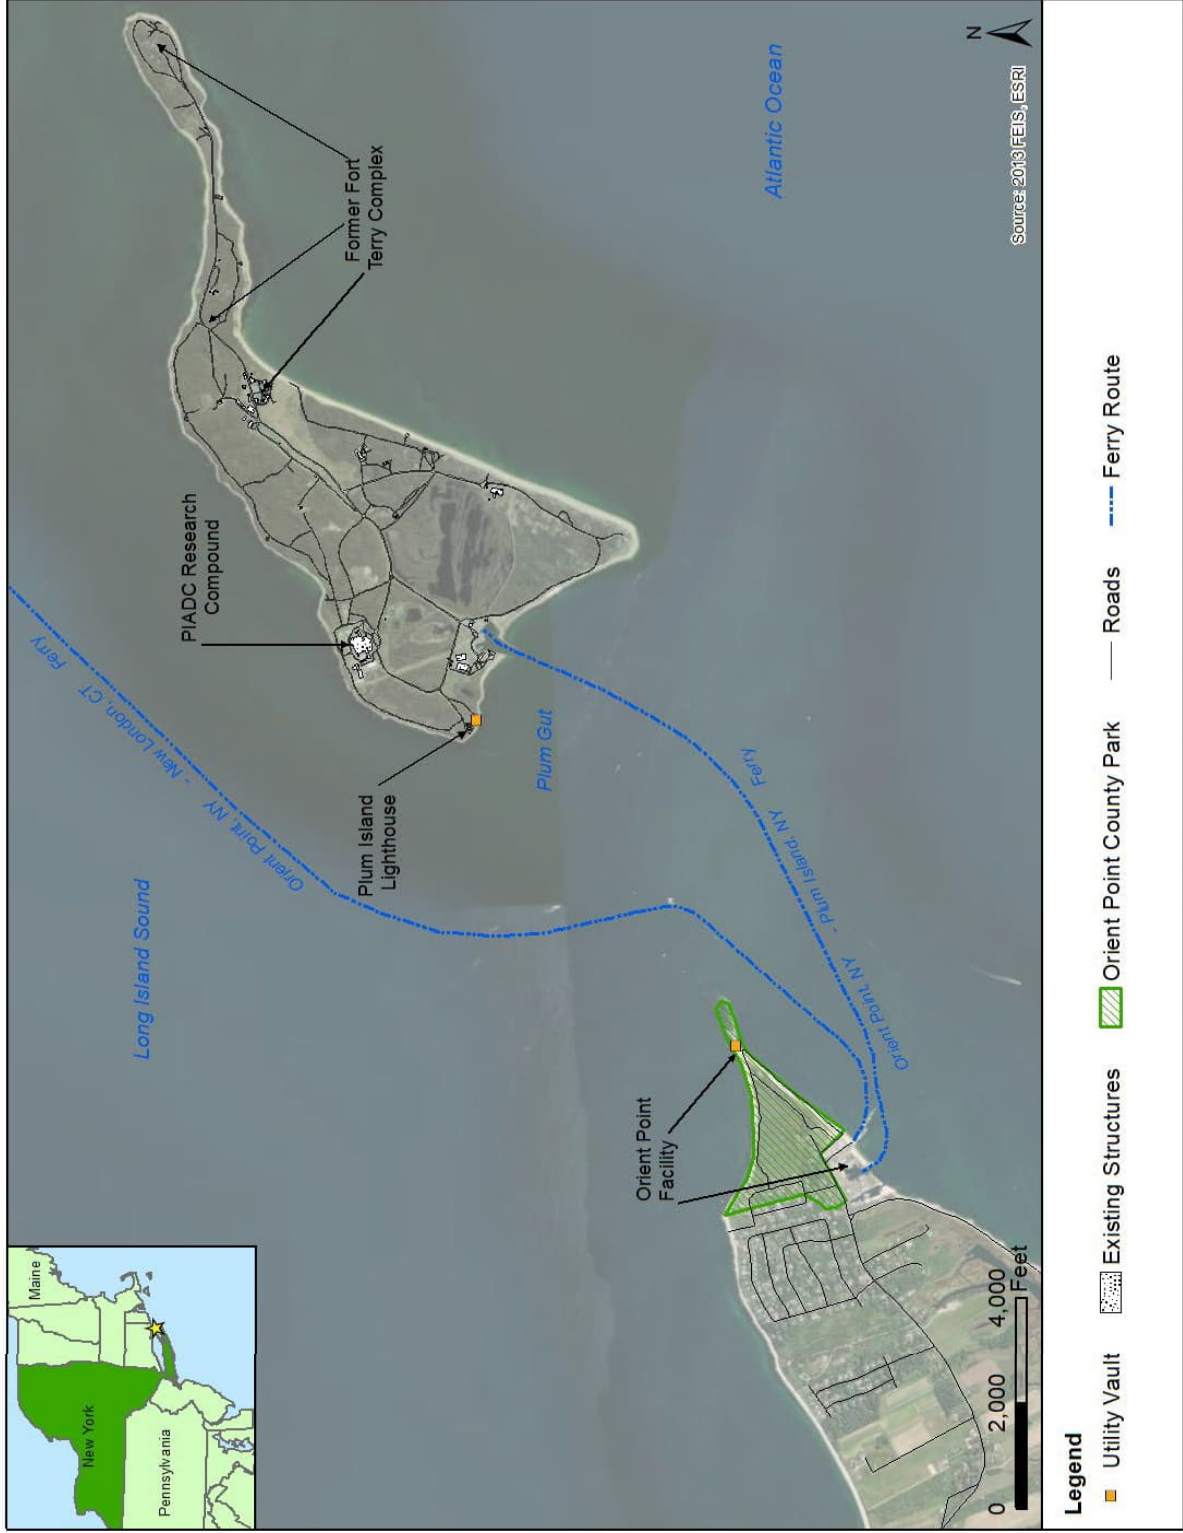 Maine
New York
Pennsylvania
Long Island Sound
Orient Point, NY - New London, CT Ferry
PIADC Research
Compound
Former Fort
Terry Complex
Plum Island
Lighthouse
Plum Gut
Orient Point
Facility
Orient Point, NY - Plum Island, NY Ferry
Atlantic Ocean
N
Source: 2013 FEIS, ESRI
0 2,000 4,000
Feet
Legend
Utility Vault
Existing Structures
Orient Point County Park
Roads
Ferry Route